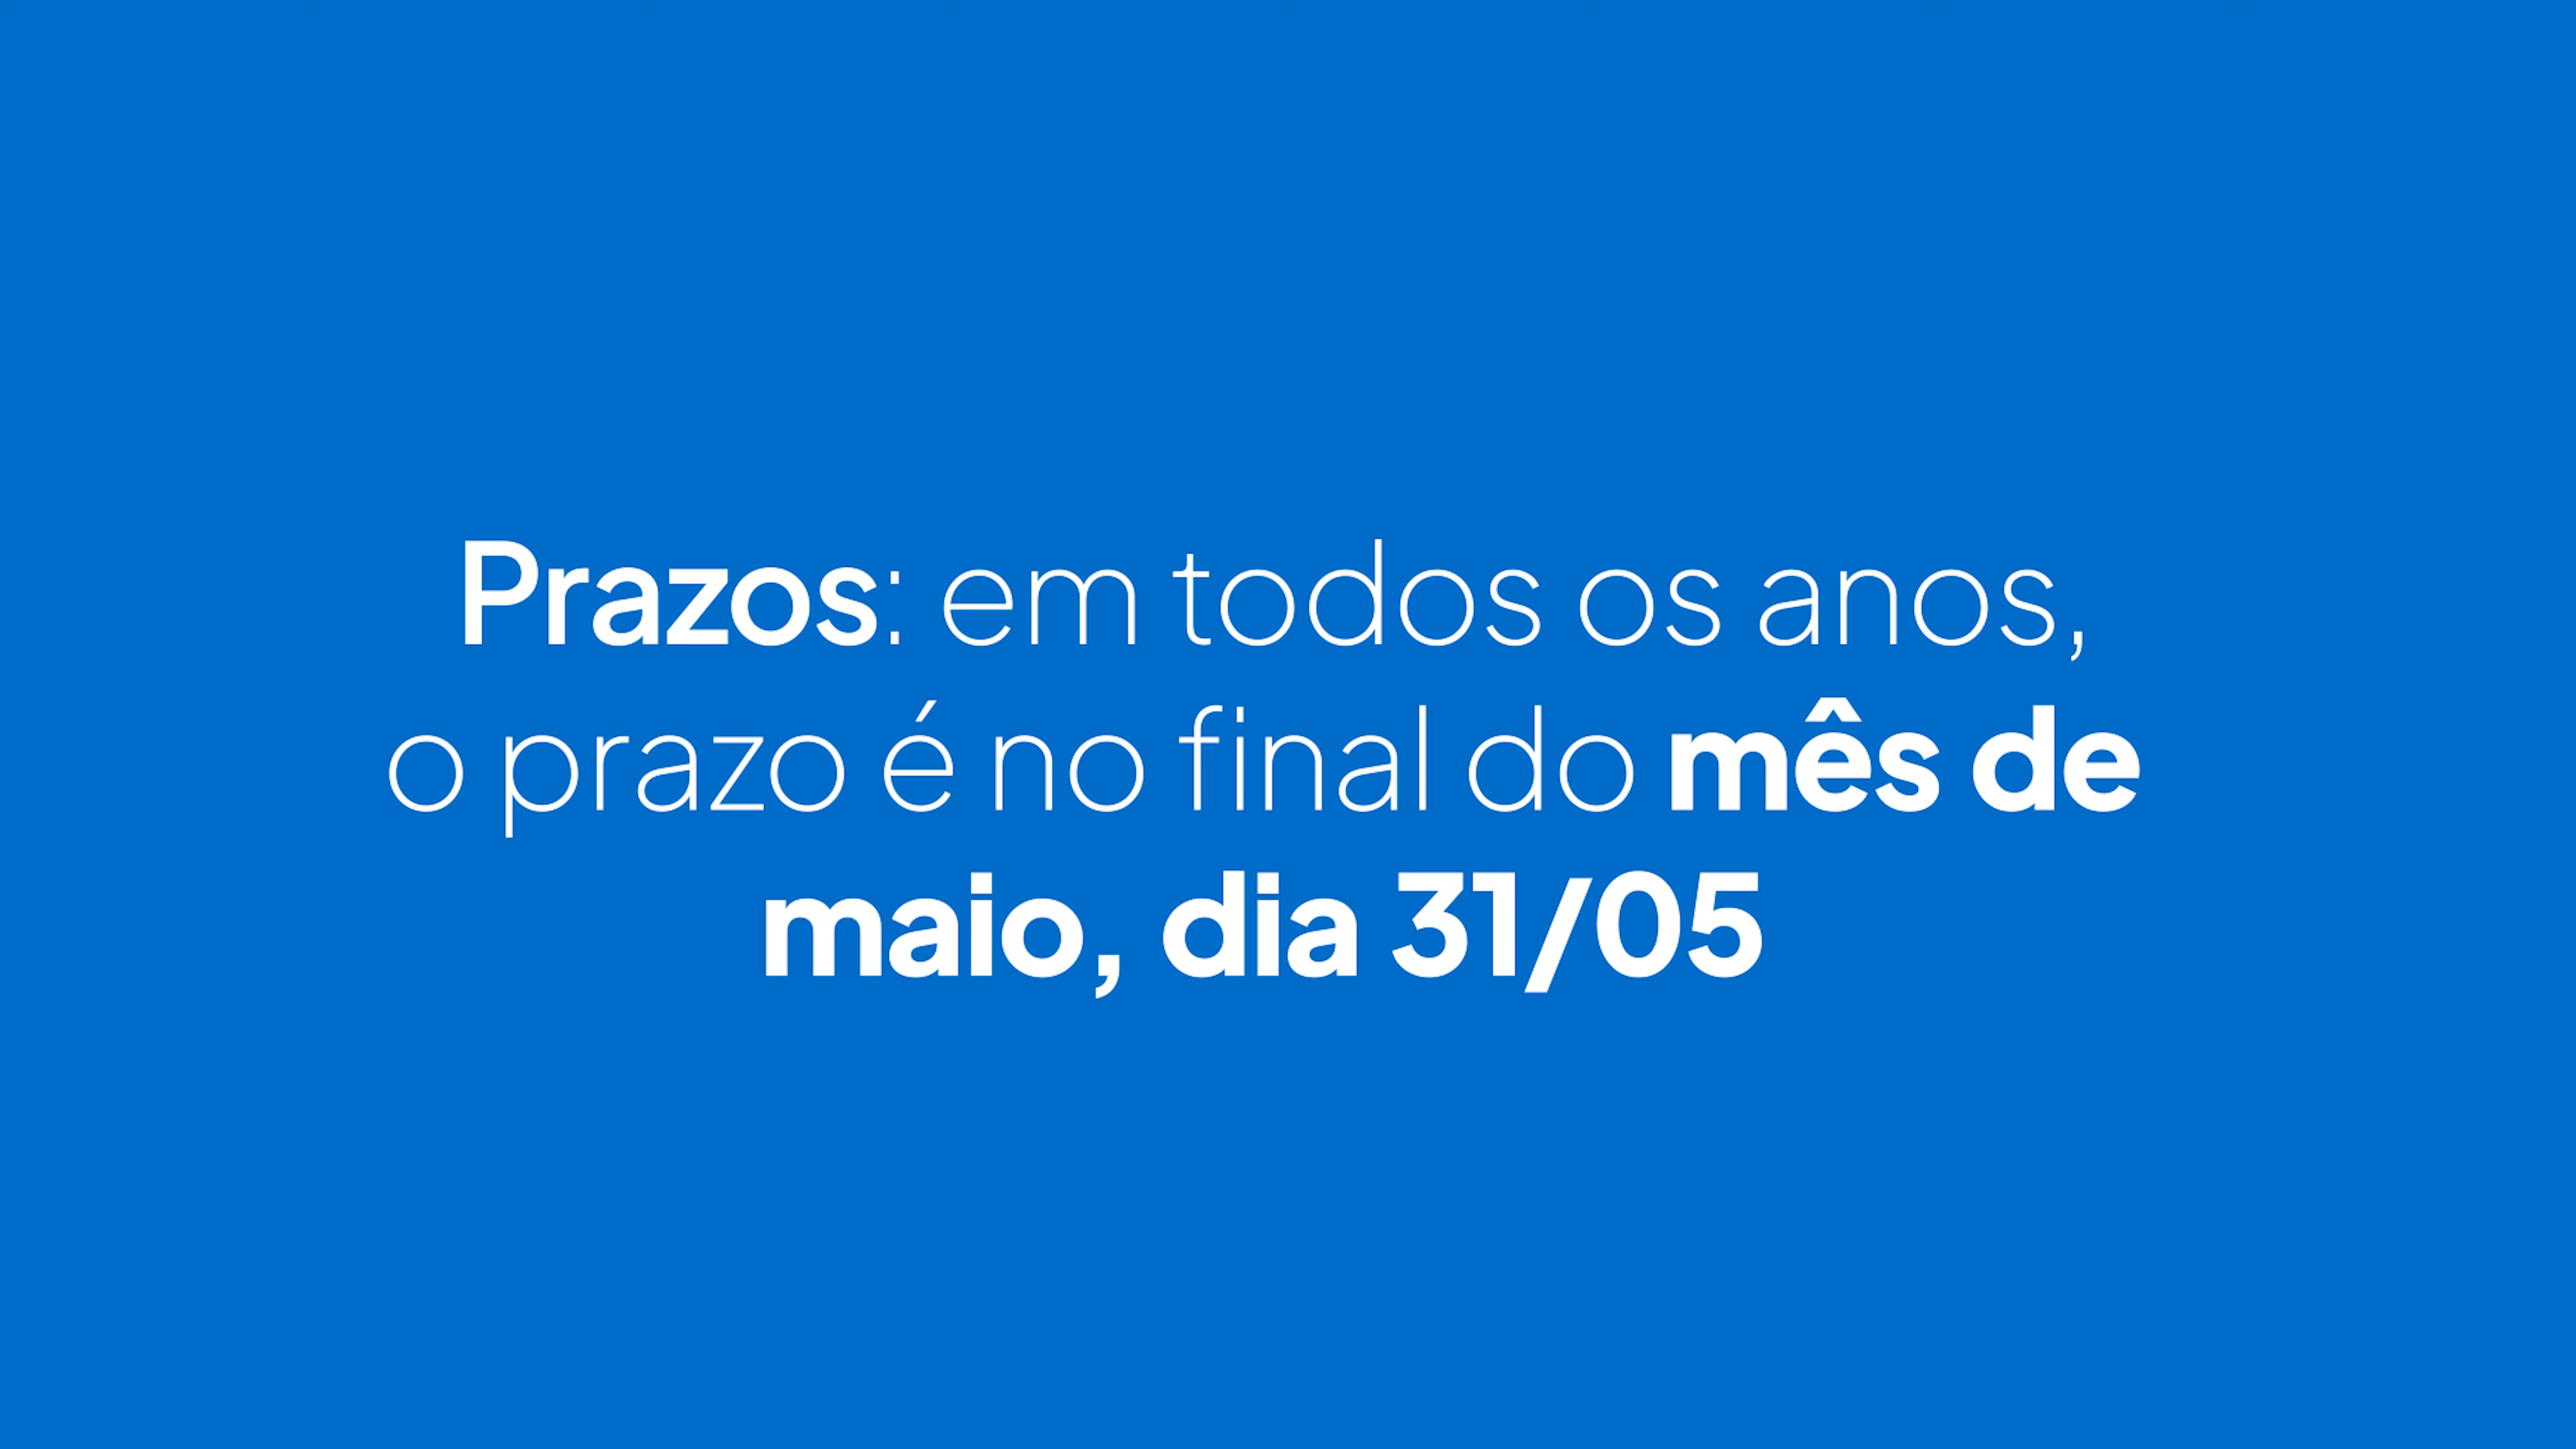 Prazos: em todos os anos,
o prazo é no final do mês de
maio, dia 31/05